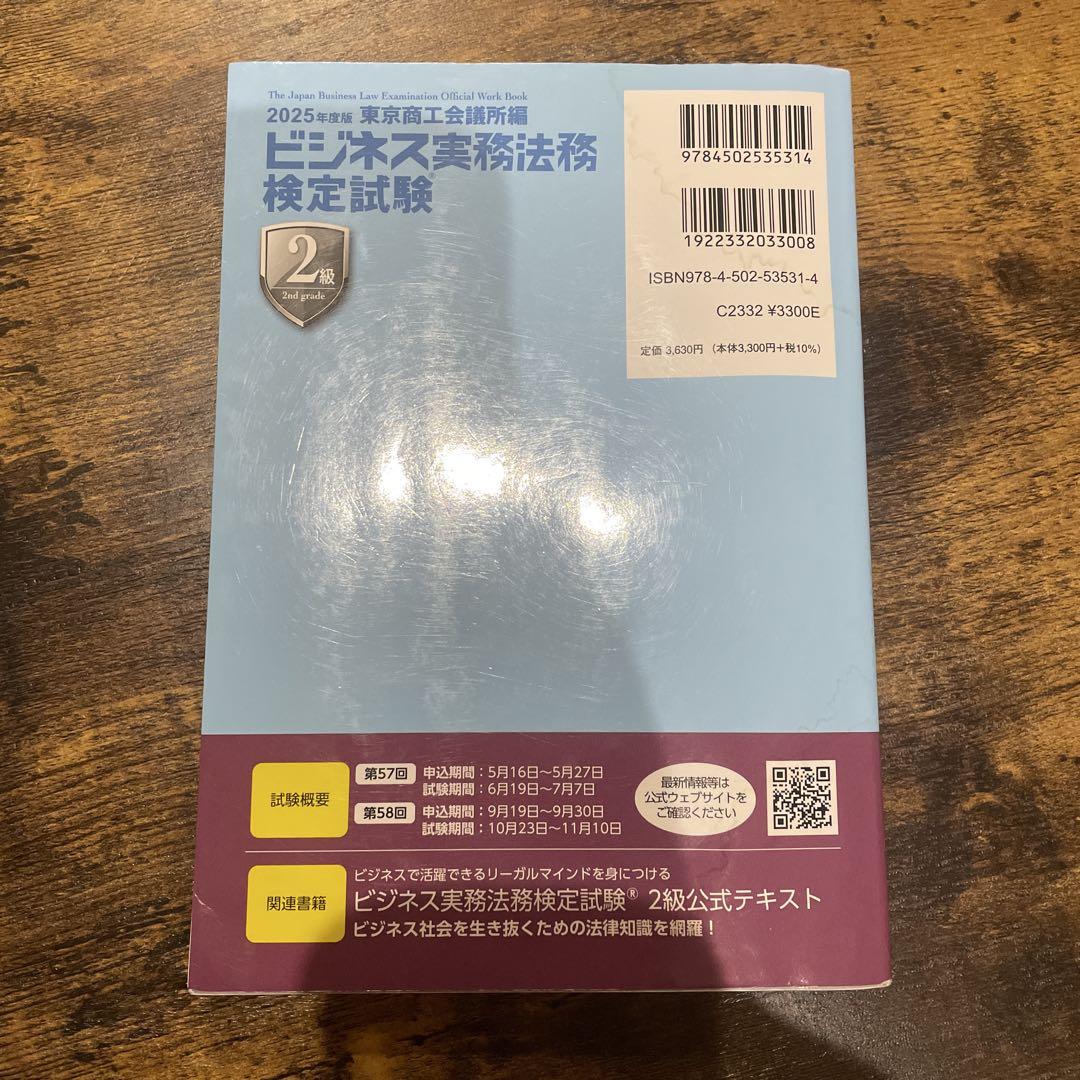 The Japan Business Law Examination Official Work Book
2025年度版 東京商工会議所編
ビジネス実務法務
検定試験®
2級
2nd grade
9784502535314
1922332033008
ISBN978-4-502-53531-4
C2332 ¥3300E
定価 3,630円 (本体3,300円+税10%)
試験概要
第57回 申込期間：5月16日〜5月27日
試験期間：6月19日〜7月7日
第58回 申込期間：9月19日〜9月30日
試験期間：10月23日〜11月10日
最新情報等は
公式ウェブサイトを
ご確認ください
関連書籍
ビジネスで活躍できるリーガルマインドを身につける
ビジネス実務法務検定試験® 2級公式テキスト
ビジネス社会を生き抜くための法律知識を網羅！